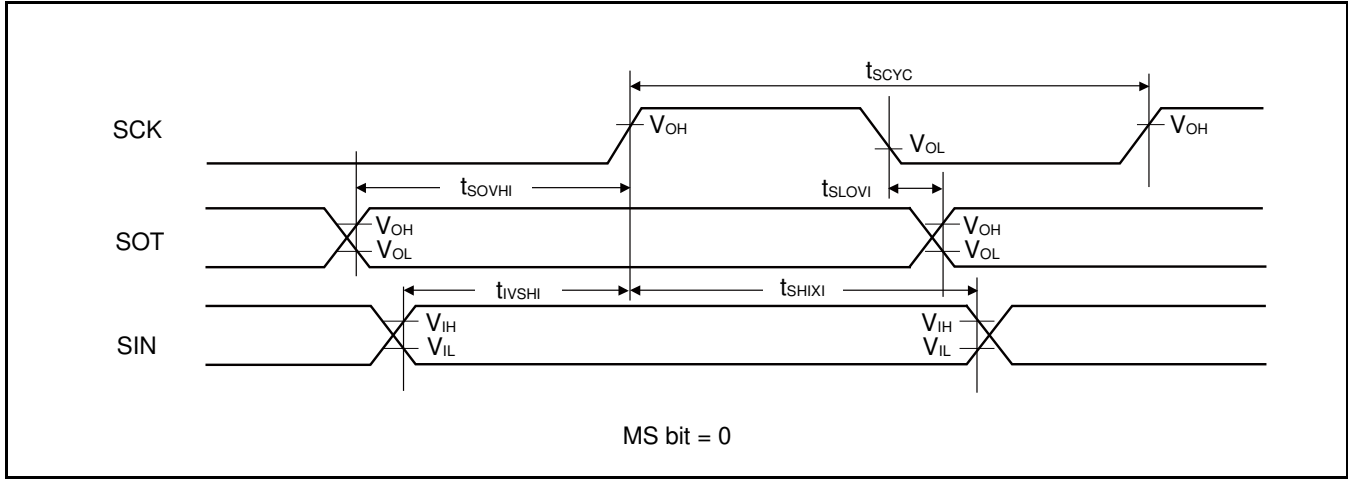 tSCYC
SCK
VOH
VOL
VOH
tSOVHI
tSLOVI
SOT
VOH
VOL
VOH
VOL
tIVSHI
tSHIXI
SIN
VIH
VIL
VIH
VIL
MS bit = 0